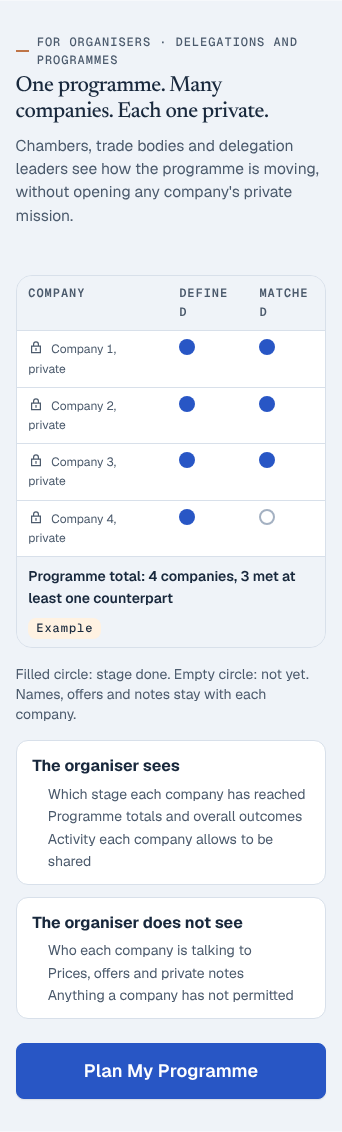 FOR ORGANISERS · DELEGATIONS AND
PROGRAMMES
One programme. Many
companies. Each one private.
Chambers, trade bodies and delegation
leaders see how the programme is moving,
without opening any company's private
mission.
COMPANY DEFINE MATCHE
D D
Company 1,
private
Company 2,
private
Company 3,
private
Company 4,
private
Programme total: 4 companies, 3 met at
least one counterpart
Example
Filled circle: stage done. Empty circle: not yet.
Names, offers and notes stay with each
company.
The organiser sees
Which stage each company has reached
Programme totals and overall outcomes
Activity each company allows to be
shared
The organiser does not see
Who each company is talking to
Prices, offers and private notes
Anything a company has not permitted
Plan My Programme